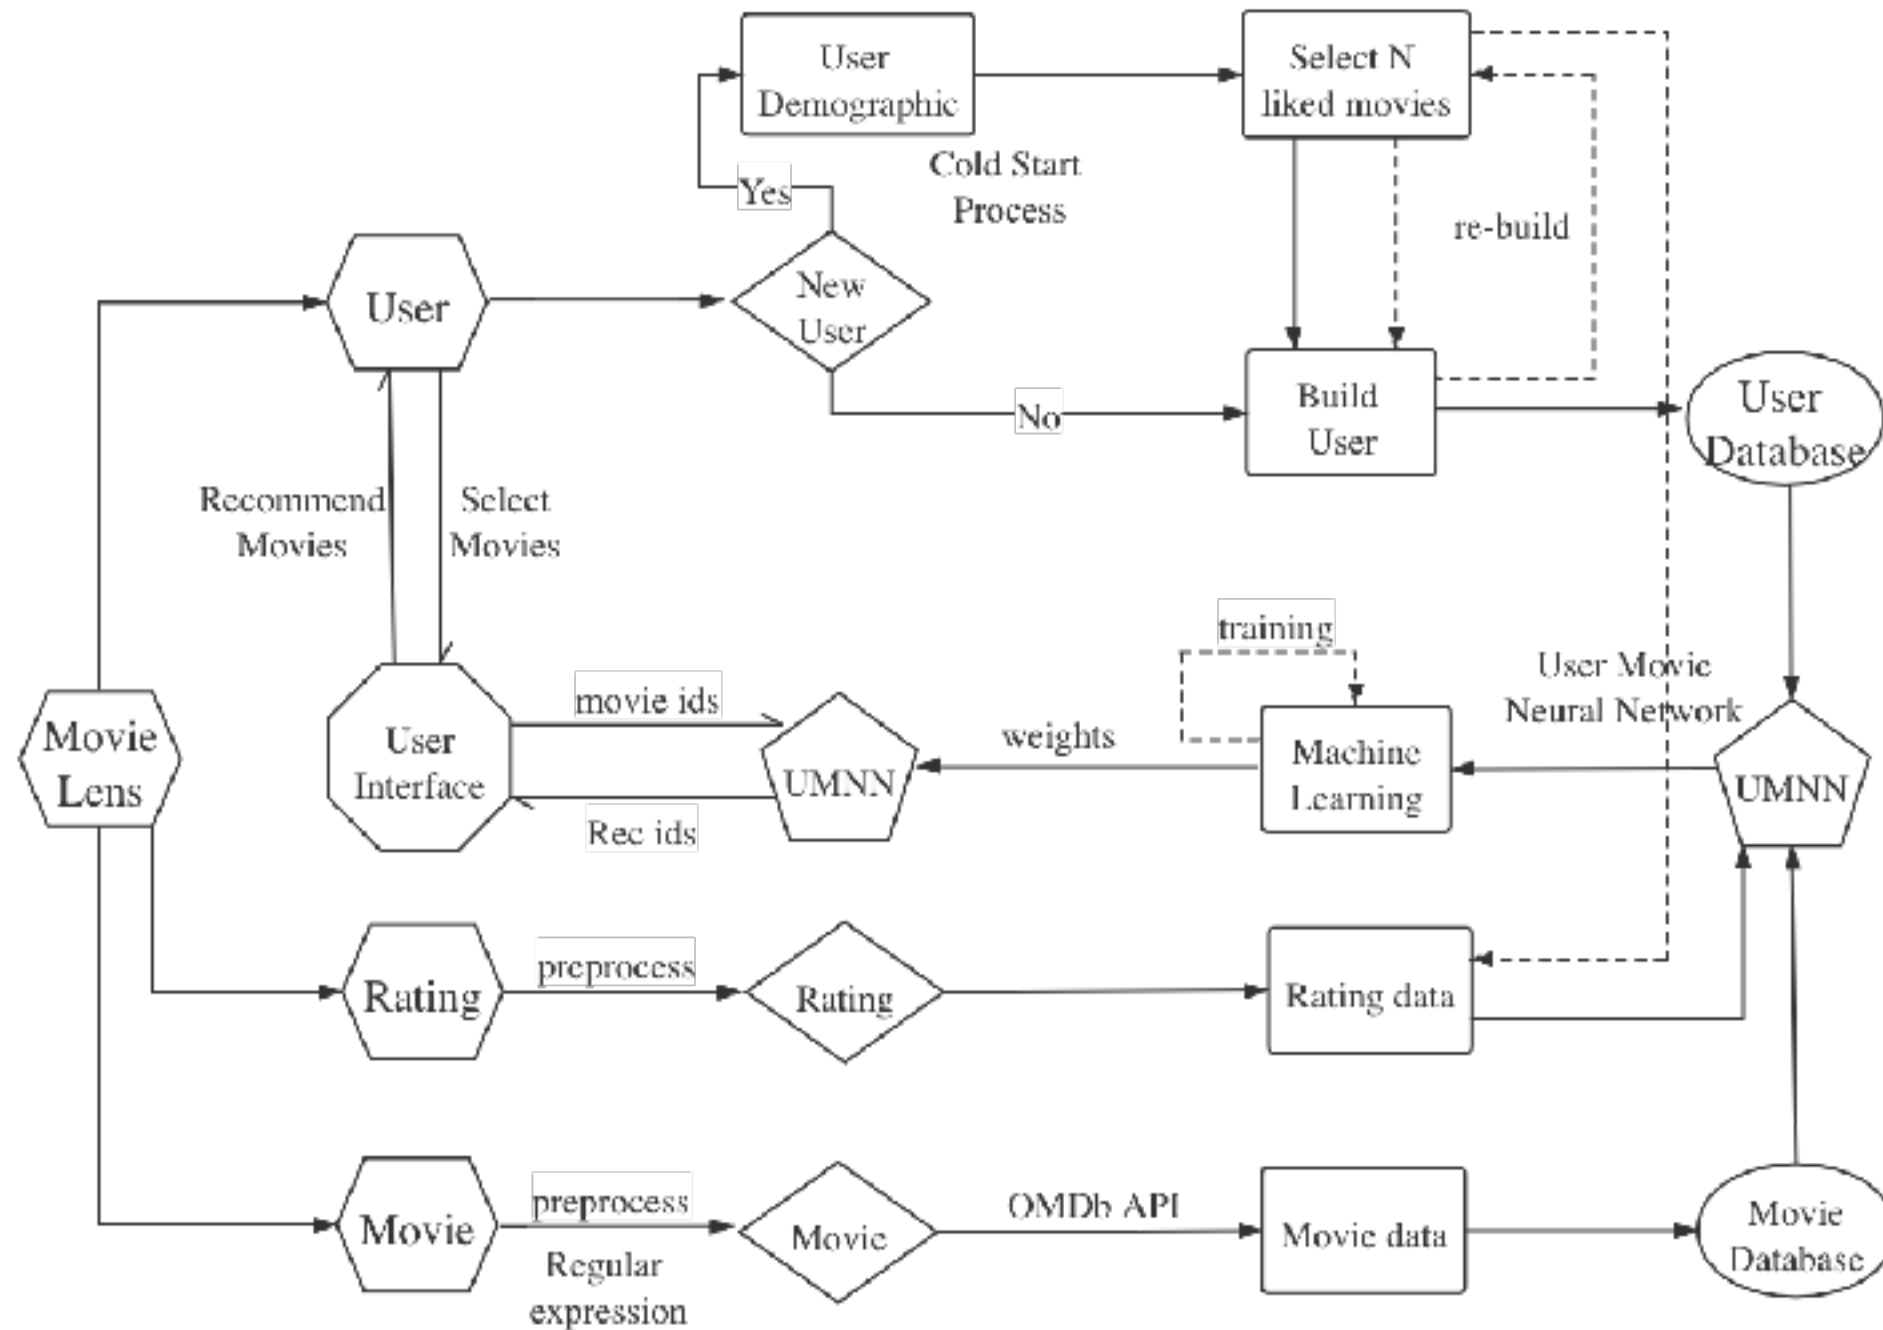 User
Demographic
Select N
liked movies
Cold Start
Process
Yes
re-build
User
New
User
No
Build
User
User
Database
Recommend
Movies
Select
Movies
training
User Movie
Neural Network
Movie
Lens
User
Interface
movie ids
Rec ids
UMNN
weights
Machine
Learning
UMNN
Rating
preprocess
Rating
Rating data
Movie
preprocess
Regular
expression
Movie
OMDb API
Movie data
Movie
Database